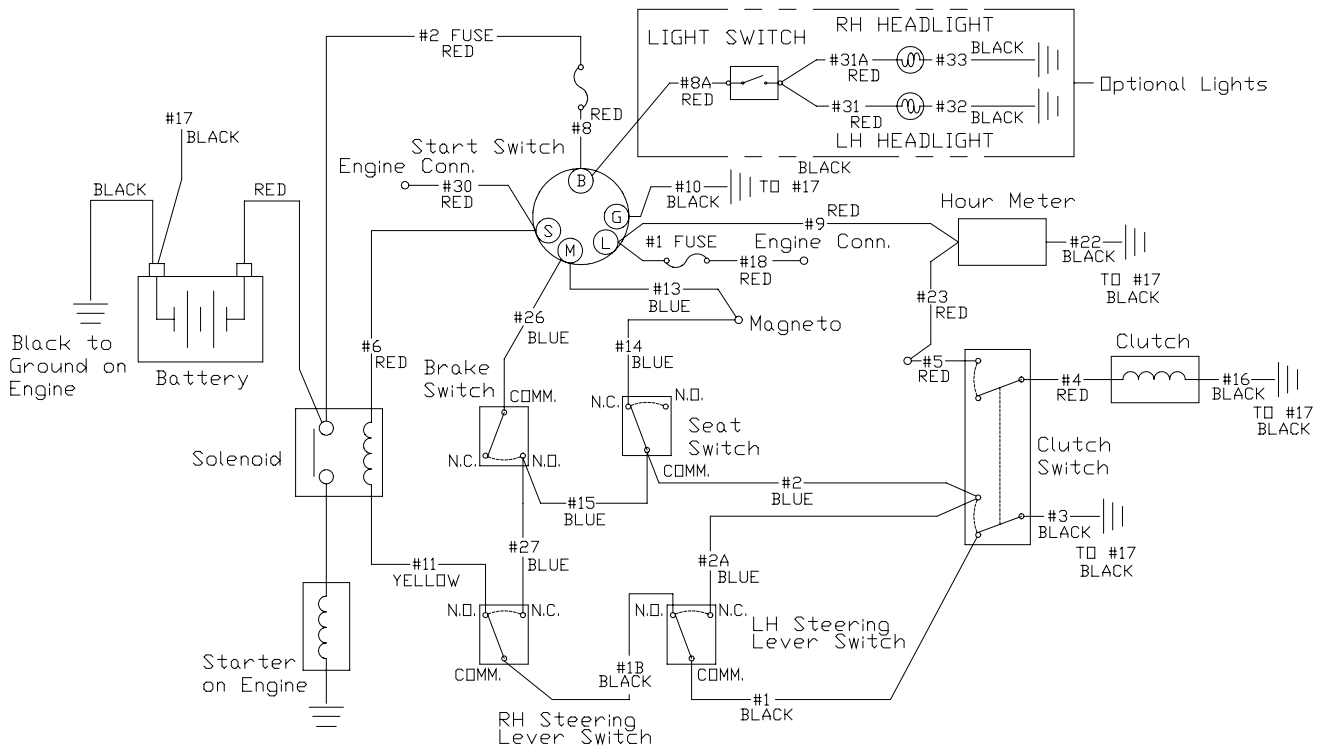 #2 FUSE
RED
LIGHT SWITCH
RH HEADLIGHT
#31A
RED
#33
BLACK
#8A
RED
#31
RED
#32
BLACK
LH HEADLIGHT
Optional Lights
#17
BLACK
RED
#8
Start Switch
Engine Conn.
#30
RED
B
G
L
M
S
BLACK
#10
BLACK
TO #17
BLACK
RED
#9
RED
Hour Meter
#1 FUSE
Engine Conn.
#18
RED
#22
BLACK
TO #17
BLACK
#13
BLUE
Magneto
#23
RED
#26
BLUE
Black to
Ground on
Engine
Battery
#6
RED
#14
BLUE
Brake
Switch
COMM.
N.C.
N.O.
N.C.
N.O.
Seat
Switch
COMM.
#5
RED
Clutch
#4
RED
#16
BLACK
TO #17
BLACK
Clutch
Switch
Solenoid
#15
BLUE
#2
BLUE
#3
BLACK
TO #17
BLACK
#27
BLUE
#2A
BLUE
#11
YELLOW
N.O.
N.C.
COMM.
N.O.
N.C.
COMM.
LH Steering
Lever Switch
Starter
on Engine
#1B
BLACK
#1
BLACK
RH Steering
Lever Switch